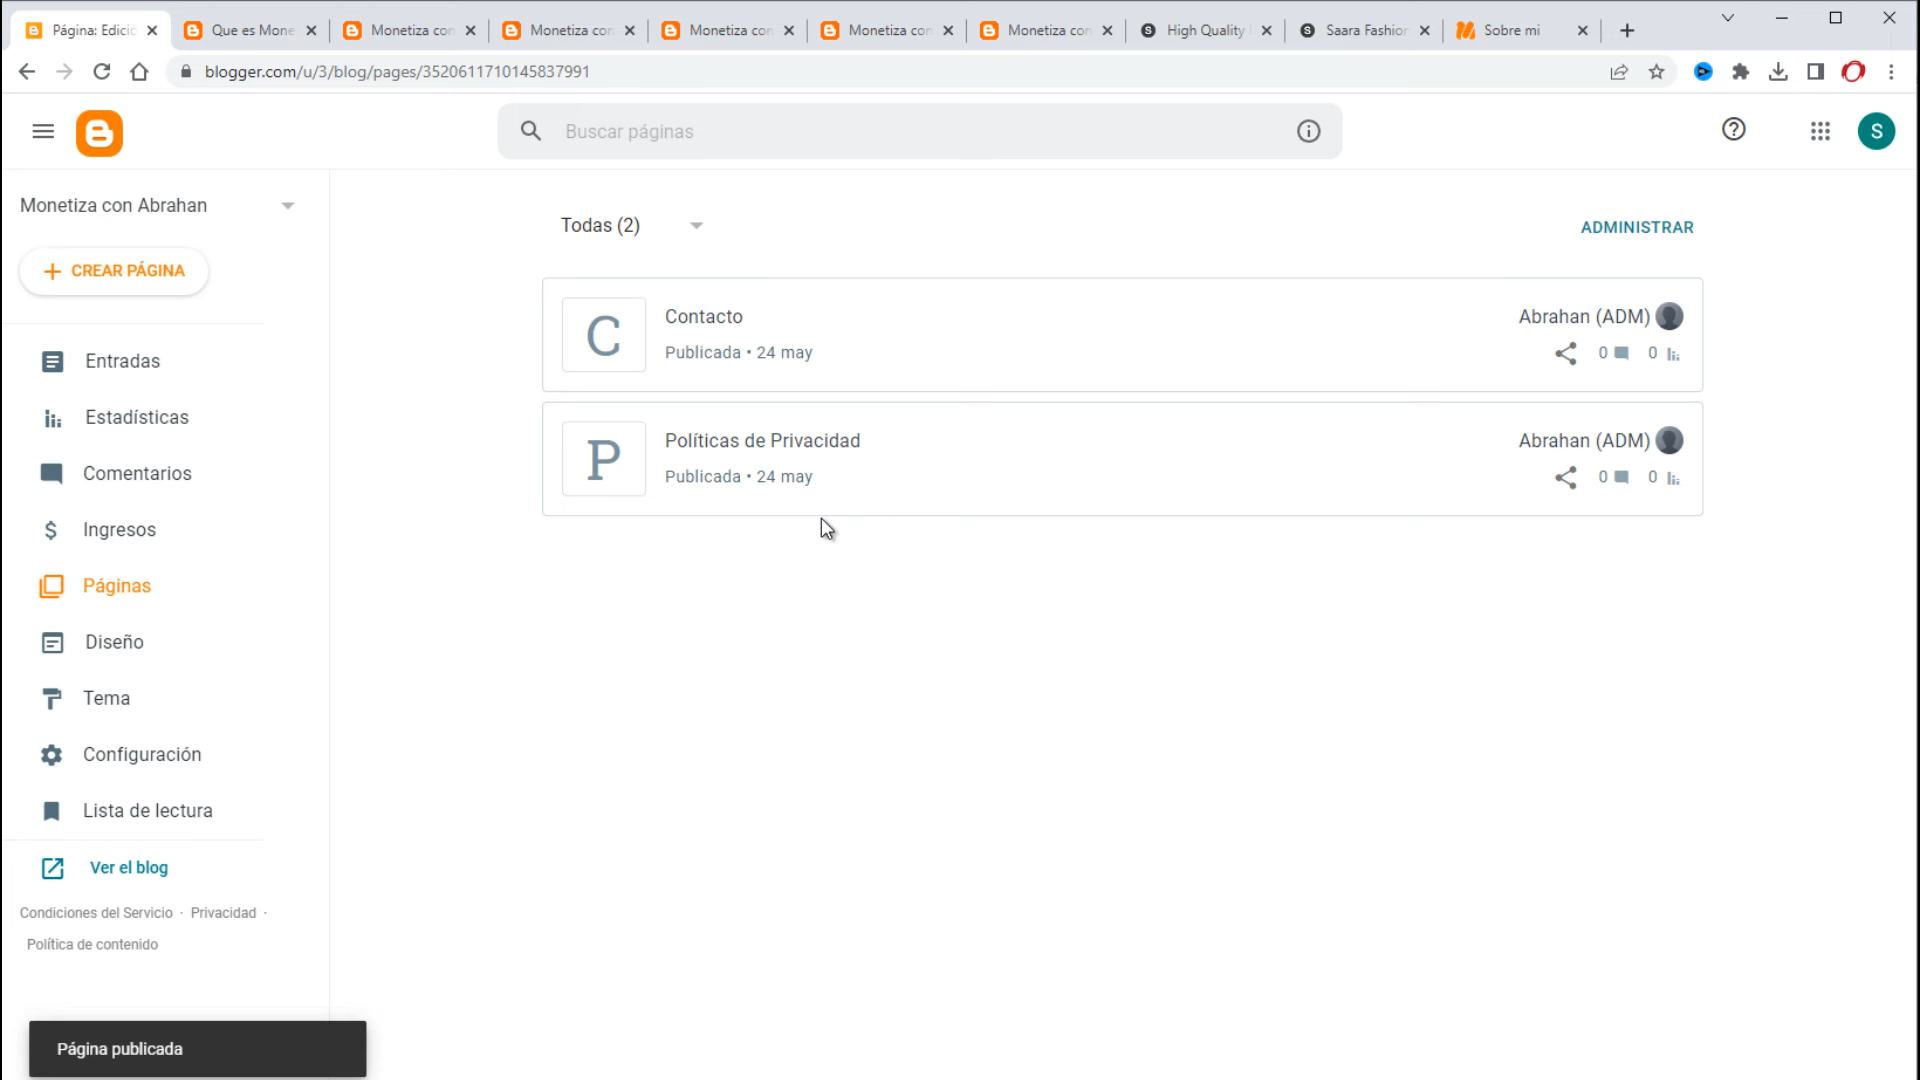 Página: Edició
Que es Mone
Monetiza con
Monetiza con
Monetiza con
Monetiza con
Monetiza con
High Quality
Saara Fashion
Sobre mi
blogger.com/u/3/blog/pages/3520611710145837991
Buscar páginas
S
Monetiza con Abrahan
CREAR PÁGINA
Entradas
Estadísticas
Comentarios
Ingresos
Páginas
Diseño
Tema
Configuración
Lista de lectura
Ver el blog
Condiciones del Servicio · Privacidad ·
Política de contenido
Todas (2)
ADMINISTRAR
C
Contacto
Publicada • 24 may
Abrahan (ADM)
0 0
P
Políticas de Privacidad
Publicada • 24 may
Abrahan (ADM)
0 0
Página publicada